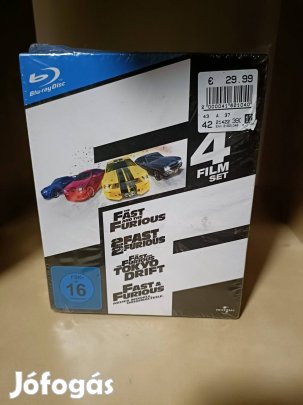 Blu-ray Disc
€ 29.99
4
FILM
SET
THE
FAST
AND THE
FURIOUS
2 FAST
2 FURIOUS
THE
FAST
AND THE
FURIOUS
TOKYO
DRIFT
FAST &
FURIOUS
FSK
16
UNIVERSAL
Jófogás